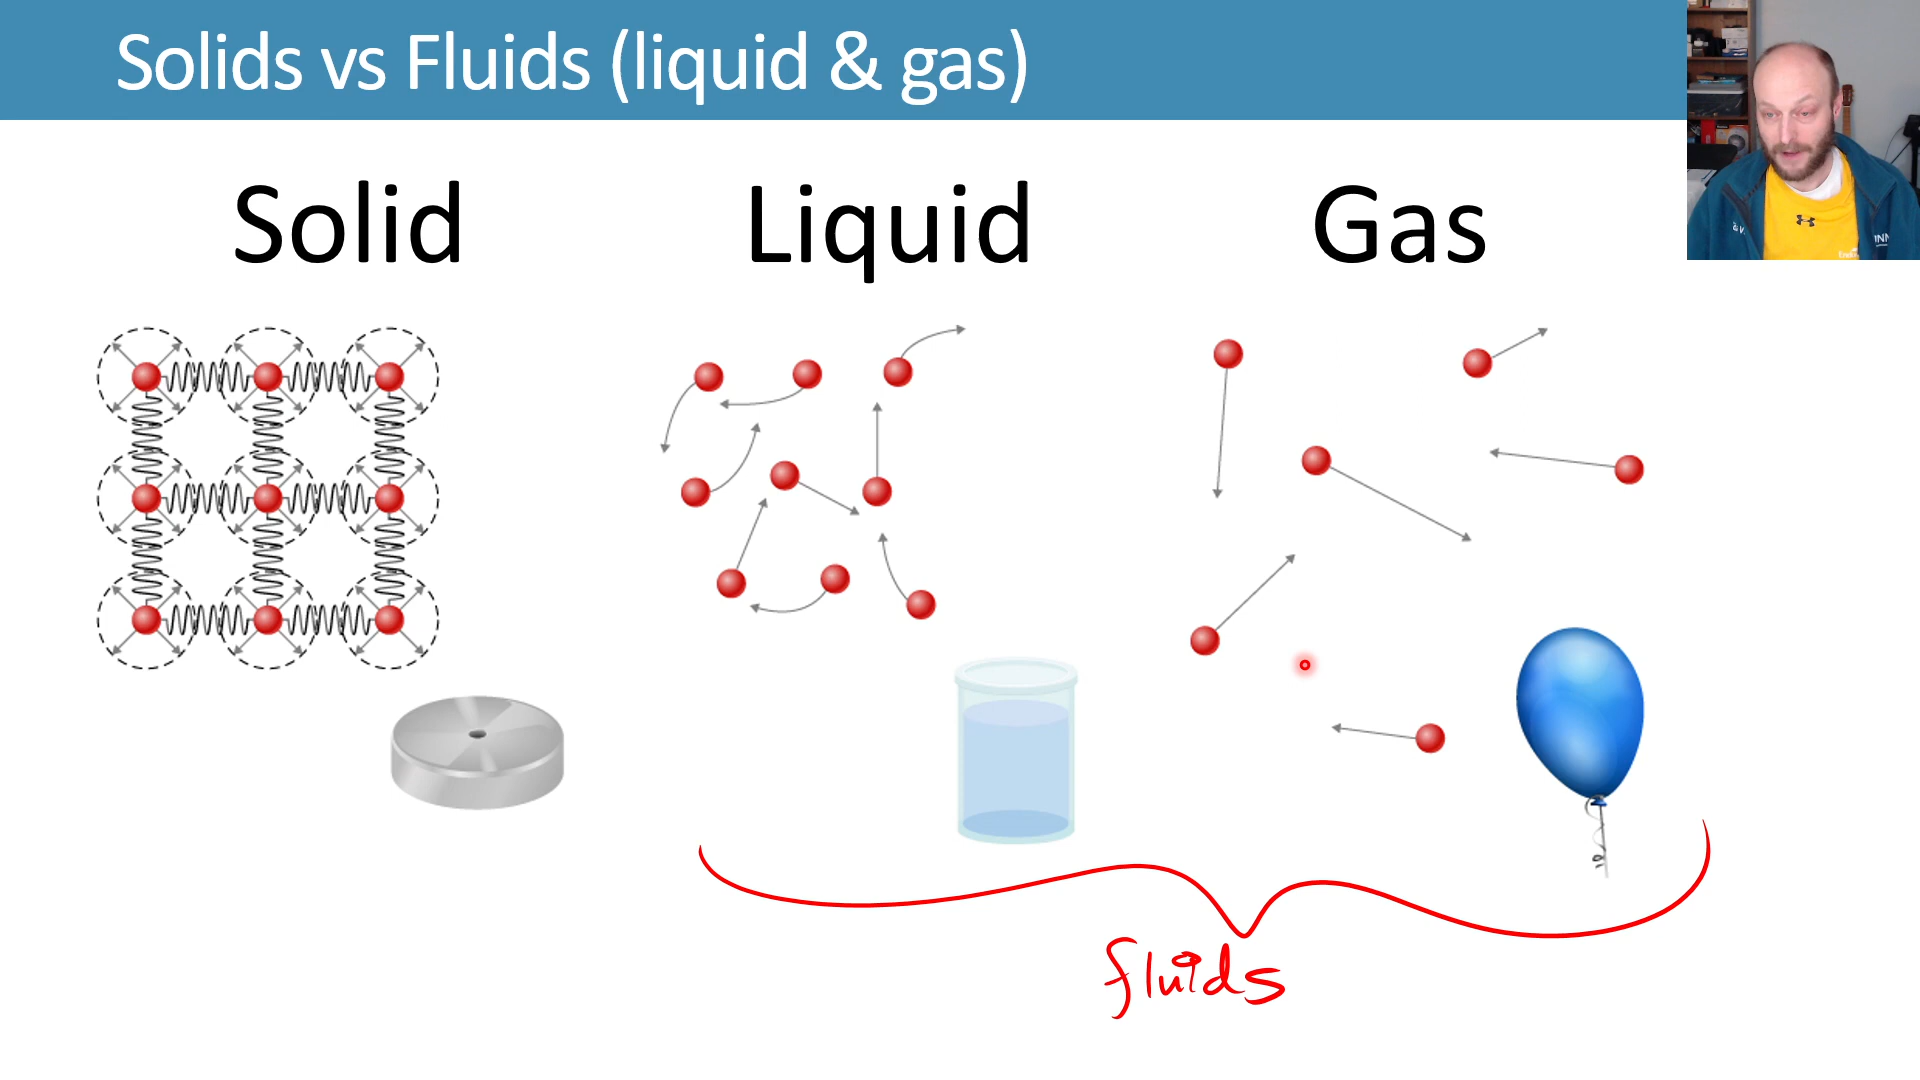 Solids vs Fluids (liquid & gas)
Solid
Liquid
Gas
fluids